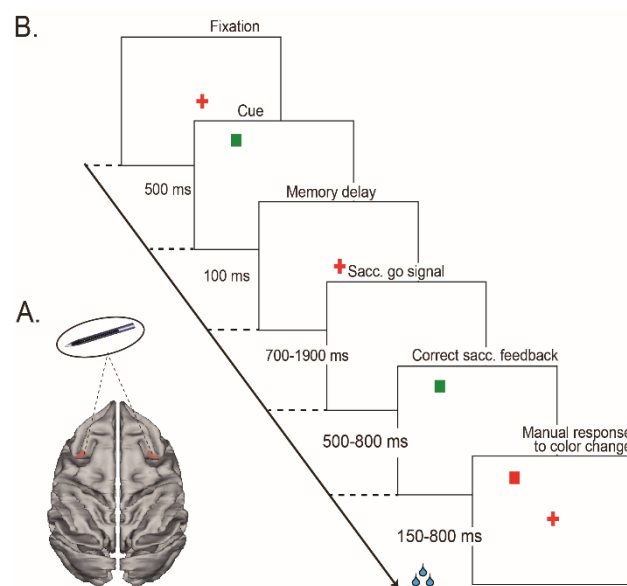 B.
Fixation
Cue
500 ms
Memory delay
100 ms
Sacc. go signal
A.
700-1900 ms
Correct sacc. feedback
500-800 ms
Manual response
to color change
150-800 ms